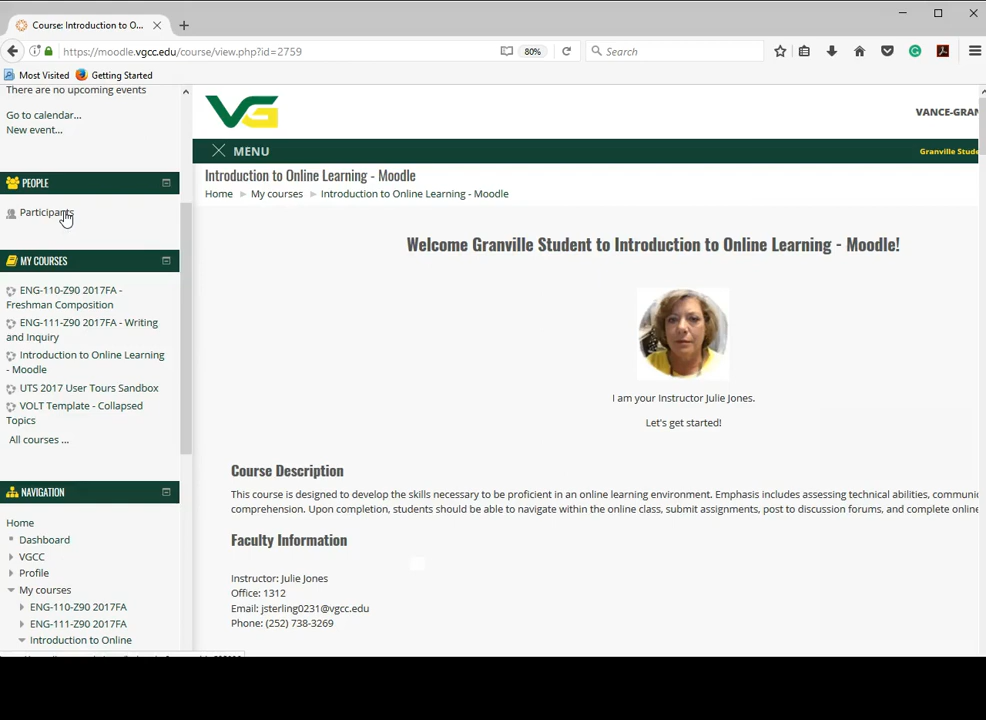 Course: Introduction to O...
https://moodle.vgcc.edu/course/view.php?id=2759
80%
Search
Most Visited
Getting Started
There are no upcoming events
Go to calendar...
New event...
PEOPLE
Participants
MY COURSES
ENG-110-Z90 2017FA -
Freshman Composition
ENG-111-Z90 2017FA - Writing
and Inquiry
Introduction to Online Learning
- Moodle
UTS 2017 User Tours Sandbox
VOLT Template - Collapsed
Topics
All courses ...
NAVIGATION
Home
Dashboard
VGCC
Profile
My courses
ENG-110-Z90 2017FA
ENG-111-Z90 2017FA
Introduction to Online
VG
VANCE-GRAN
MENU
Granville Stude
Introduction to Online Learning - Moodle
Home
My courses
Introduction to Online Learning - Moodle
Welcome Granville Student to Introduction to Online Learning - Moodle!
I am your Instructor Julie Jones.
Let's get started!
Course Description
This course is designed to develop the skills necessary to be proficient in an online learning environment. Emphasis includes assessing technical abilities, communic
comprehension. Upon completion, students should be able to navigate within the online class, submit assignments, post to discussion forums, and complete online
Faculty Information
Instructor: Julie Jones
Office: 1312
Email: jsterling0231@vgcc.edu
Phone: (252) 738-3269